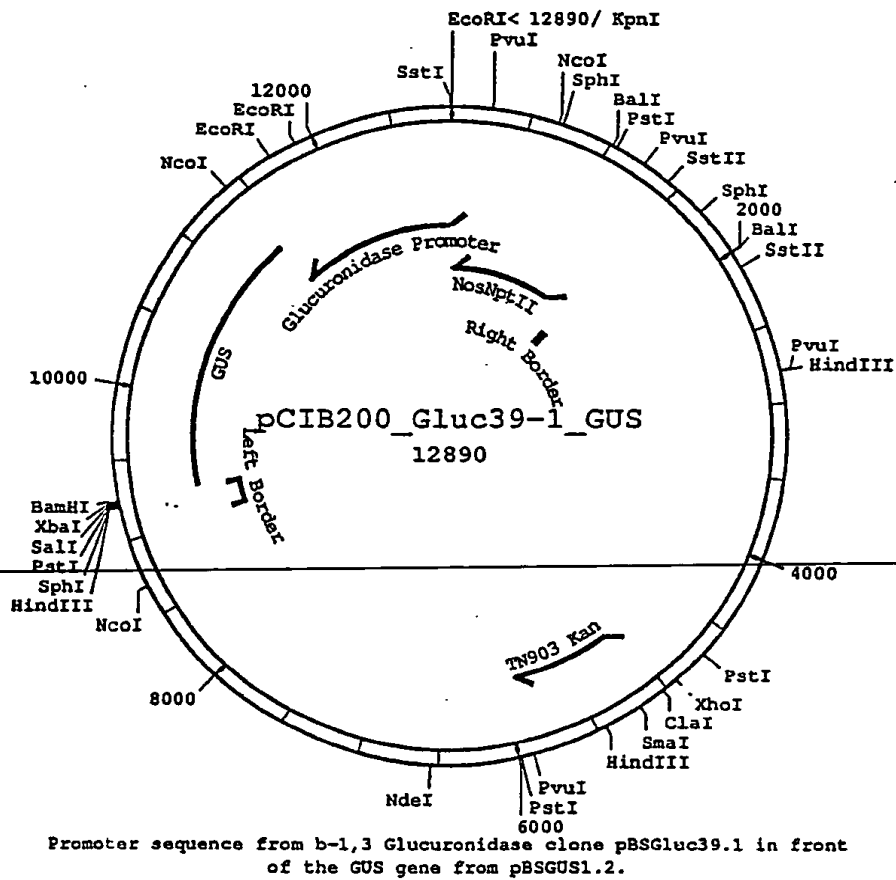 EcoRI< 12890/ KpnI
PvuI
SstI
NcoI
SphI
12000
EcoRI
EcoRI
BalI
PstI
PvuI
SstII
NcoI
SphI
2000
BalI
SstII
Glucuronidase Promoter
NosNptII
Right Border
PvuI
HindIII
GUS
10000
pCIB200_Gluc39-1_GUS
12890
Left Border
BamHI
XbaI
SalI
PstI
SphI
HindIII
NcoI
4000
TN903 Kan
PstI
XhoI
ClaI
SmaI
HindIII
8000
NdeI
PvuI
PstI
6000
Promoter sequence from b-1,3 Glucuronidase clone pBSGluc39.1 in front
of the GUS gene from pBSGUS1.2.